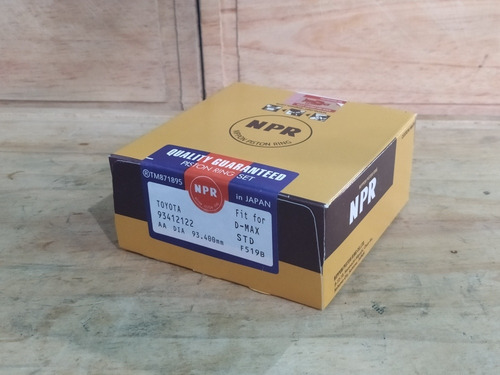 NPR
NIPPON PISTON RING
QUALITY GUARANTEED
PISTON RING SET
®TM871895
NPR
in JAPAN
TOYOTA
93412122
AA DIA 93.400mm
Fit for
D-MAX
STD
F519B
NPR